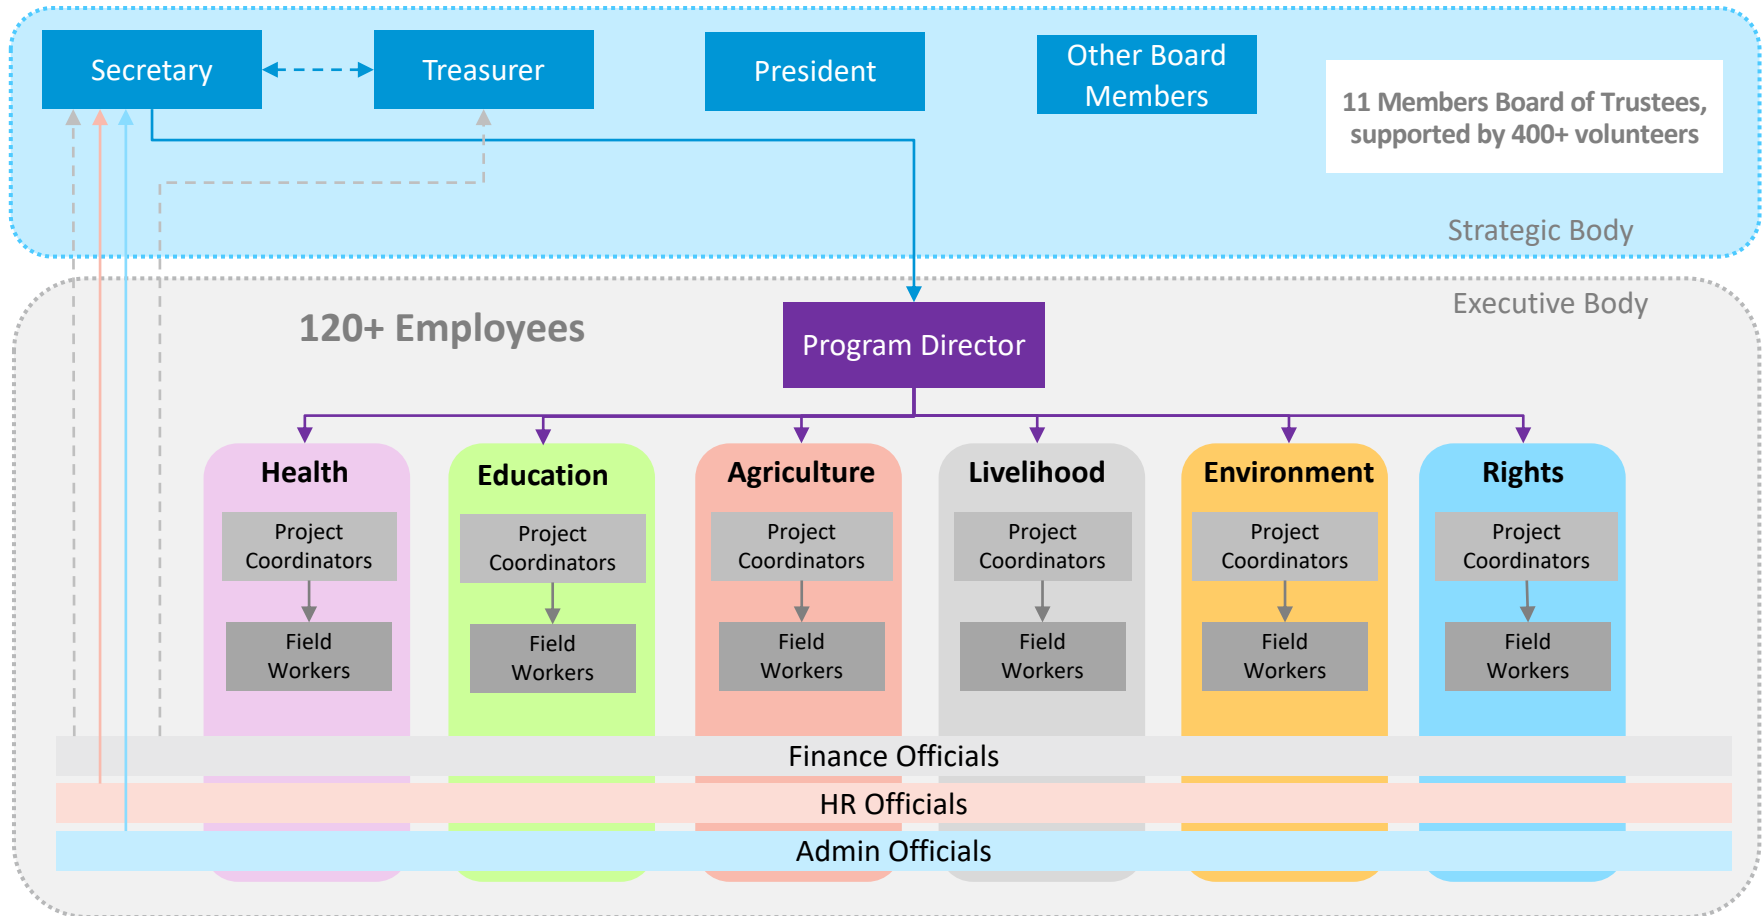 Secretary
Treasurer
President
Other Board
Members
11 Members Board of Trustees,
supported by 400+ volunteers
Strategic Body
Executive Body
120+ Employees
Program Director
Health
Education
Agriculture
Livelihood
Environment
Rights
Project
Coordinators
Project
Coordinators
Project
Coordinators
Project
Coordinators
Project
Coordinators
Project
Coordinators
Field
Workers
Field
Workers
Field
Workers
Field
Workers
Field
Workers
Field
Workers
Finance Officials
HR Officials
Admin Officials